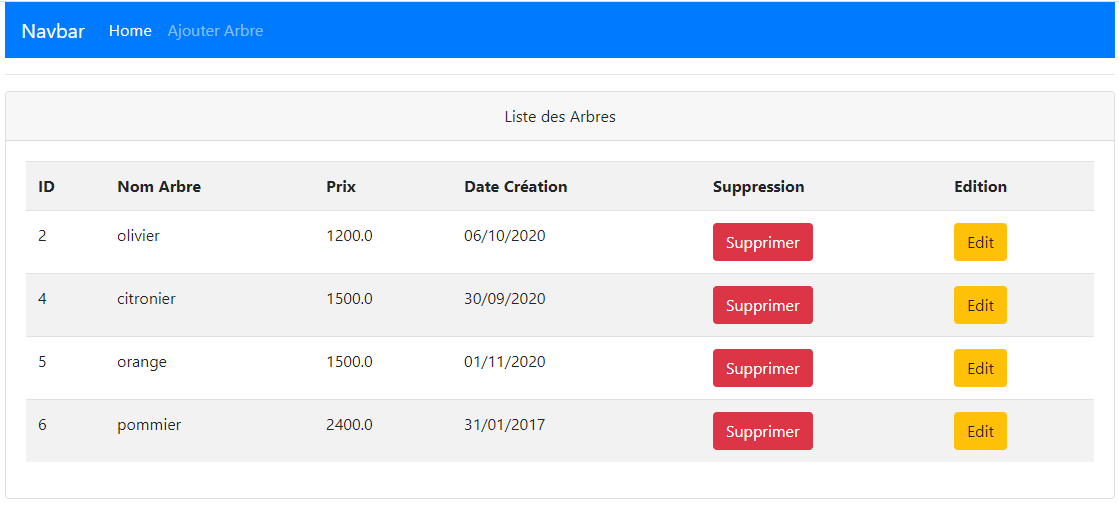 Navbar Home Ajouter Arbre
Liste des Arbres
ID Nom Arbre Prix Date Création Suppression Edition
2 olivier 1200.0 06/10/2020 Supprimer Edit
4 citronier 1500.0 30/09/2020 Supprimer Edit
5 orange 1500.0 01/11/2020 Supprimer Edit
6 pommier 2400.0 31/01/2017 Supprimer Edit